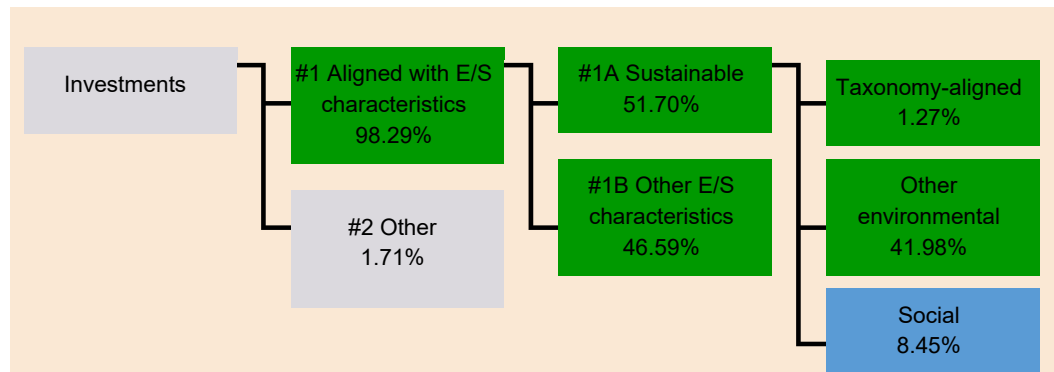 Investments
#1 Aligned with E/S
characteristics
98.29%
#2 Other
1.71%
#1A Sustainable
51.70%
#1B Other E/S
characteristics
46.59%
Taxonomy-aligned
1.27%
Other
environmental
41.98%
Social
8.45%